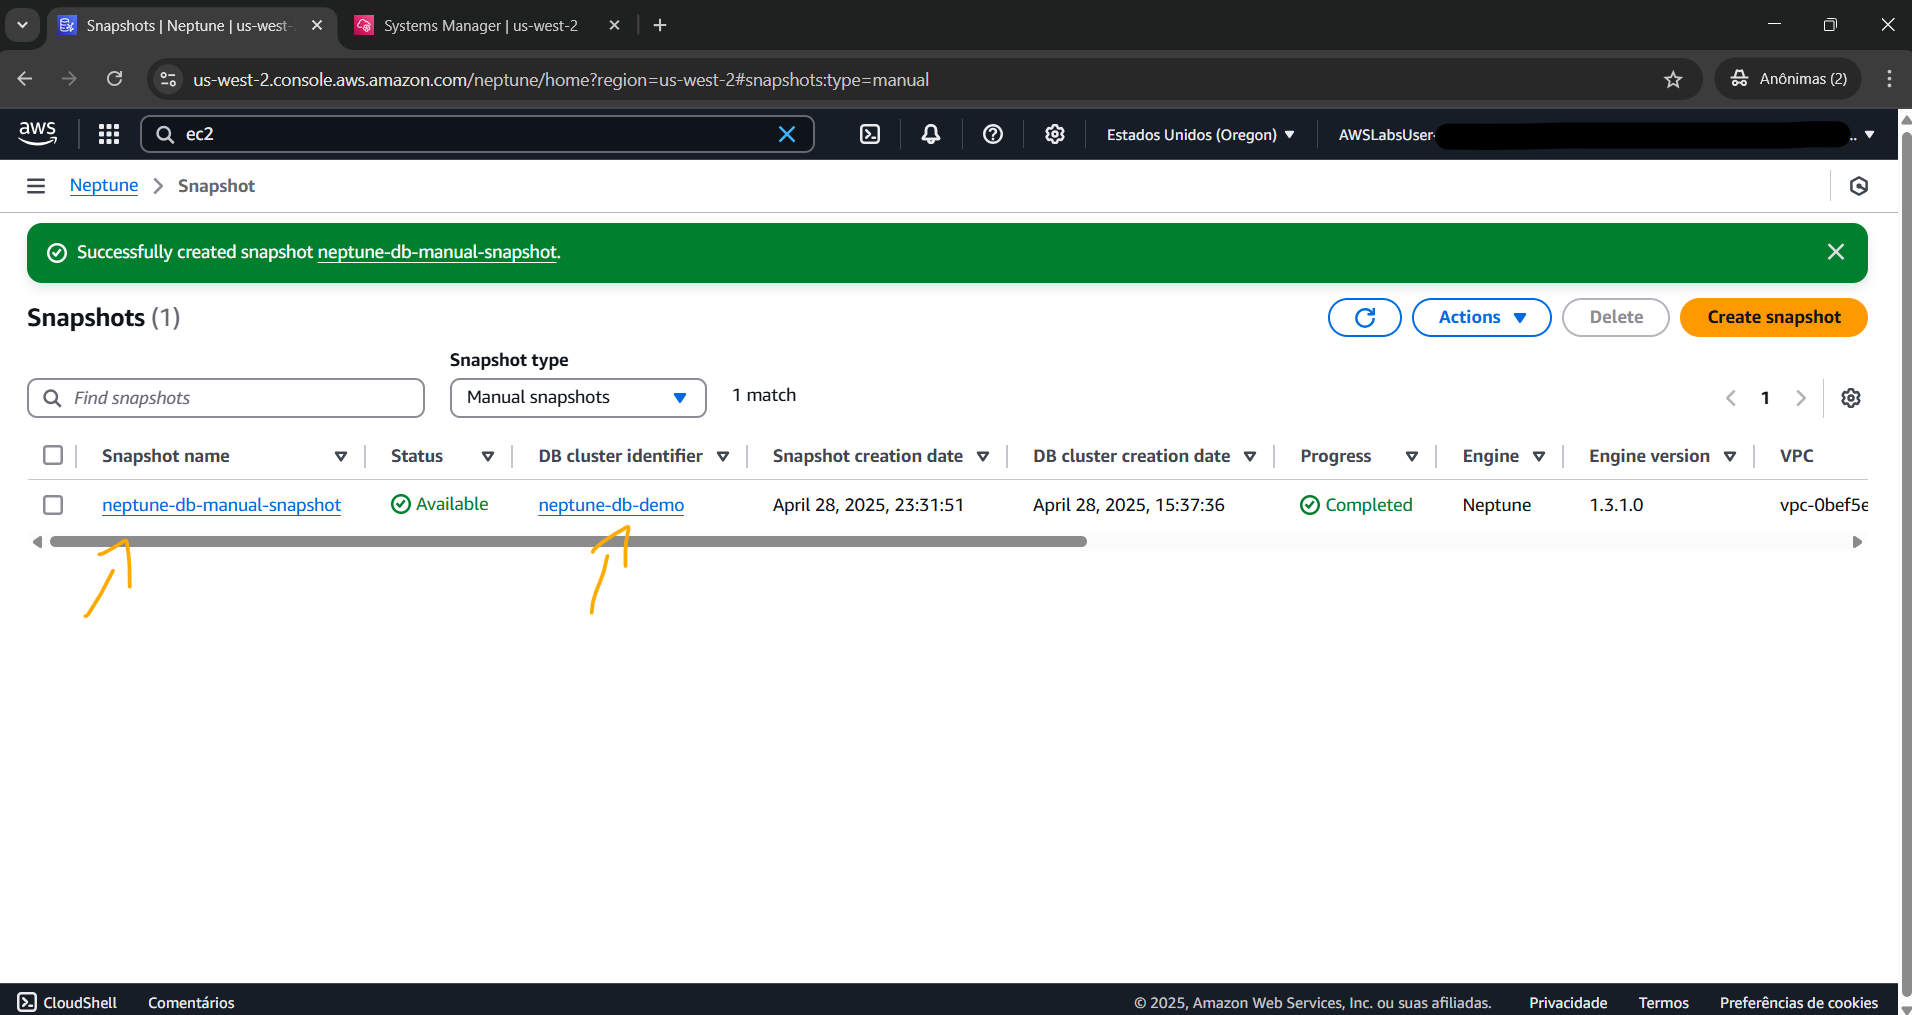 Snapshots | Neptune | us-west-
Systems Manager | us-west-2
us-west-2.console.aws.amazon.com/neptune/home?region=us-west-2#snapshots:type=manual
Anônimas (2)
aws
ec2
Estados Unidos (Oregon)
AWSLabsUser-
..
Neptune
Snapshot
Successfully created snapshot neptune-db-manual-snapshot.
Snapshots (1)
Actions
Delete
Create snapshot
Snapshot type
Find snapshots
Manual snapshots
1 match
1
Snapshot name Status DB cluster identifier Snapshot creation date DB cluster creation date Progress Engine Engine version VPC
neptune-db-manual-snapshot Available neptune-db-demo April 28, 2025, 23:31:51 April 28, 2025, 15:37:36 Completed Neptune 1.3.1.0 vpc-0bef5e
CloudShell Comentários © 2025, Amazon Web Services, Inc. ou suas afiliadas. Privacidade Termos Preferências de cookies